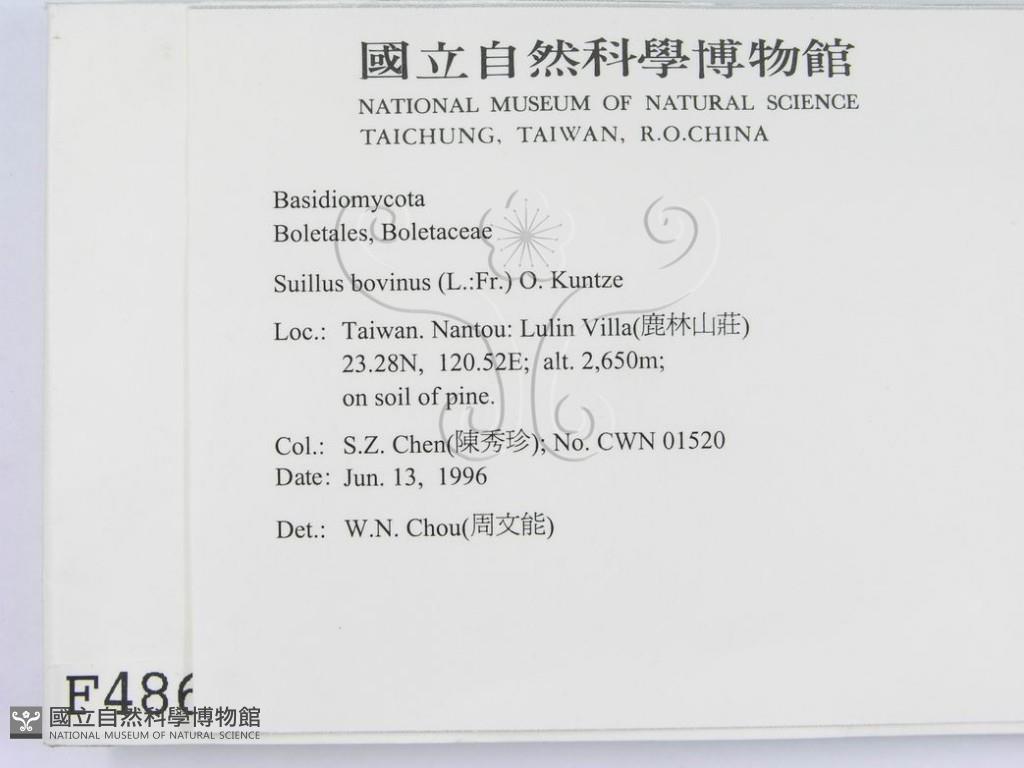 國立自然科學博物館
NATIONAL MUSEUM OF NATURAL SCIENCE
TAICHUNG, TAIWAN, R.O.CHINA
Basidiomycota
Boletales, Boletaceae
Suillus bovinus (L.:Fr.) O. Kuntze
Loc.: Taiwan. Nantou: Lulin Villa(鹿林山莊)
23.28N, 120.52E; alt. 2,650m;
on soil of pine.
Col.: S.Z. Chen(陳秀珍); No. CWN 01520
Date: Jun. 13, 1996
Det.: W.N. Chou(周文能)
F486
國立自然科學博物館
NATIONAL MUSEUM OF NATURAL SCIENCE